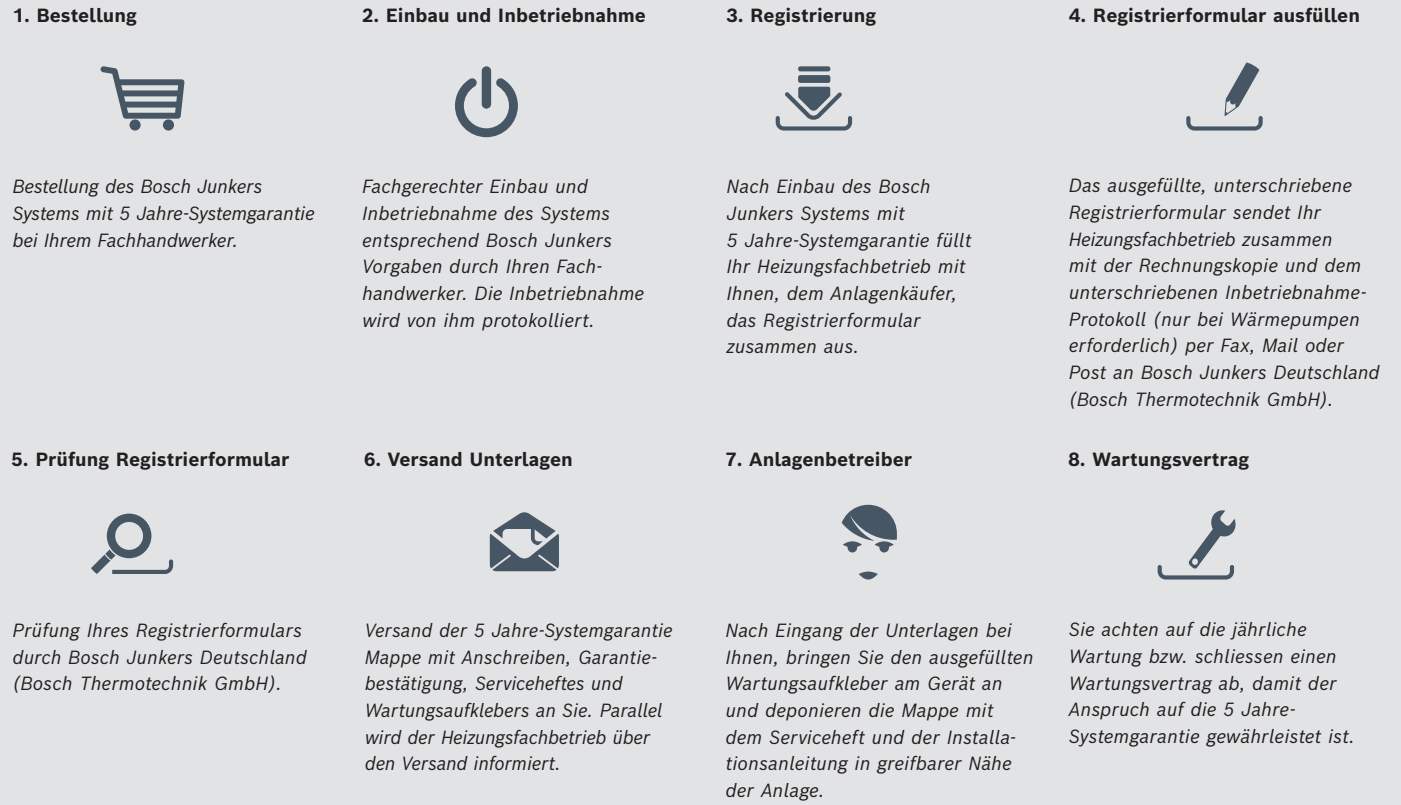 1. Bestellung
Bestellung des Bosch Junkers
Systems mit 5 Jahre-Systemgarantie
bei Ihrem Fachhandwerker.
2. Einbau und Inbetriebnahme
Fachgerechter Einbau und
Inbetriebnahme des Systems
entsprechend Bosch Junkers
Vorgaben durch Ihren Fach-
handwerker. Die Inbetriebnahme
wird von ihm protokolliert.
3. Registrierung
Nach Einbau des Bosch
Junkers Systems mit
5 Jahre-Systemgarantie füllt
Ihr Heizungsfachbetrieb mit
Ihnen, dem Anlagenkäufer,
das Registrierformular
zusammen aus.
4. Registrierformular ausfüllen
Das ausgefüllte, unterschriebene
Registrierformular sendet Ihr
Heizungsfachbetrieb zusammen
mit der Rechnungskopie und dem
unterschriebenen Inbetriebnahme-
Protokoll (nur bei Wärmepumpen
erforderlich) per Fax, Mail oder
Post an Bosch Junkers Deutschland
(Bosch Thermotechnik GmbH).
5. Prüfung Registrierformular
Prüfung Ihres Registrierformulars
durch Bosch Junkers Deutschland
(Bosch Thermotechnik GmbH).
6. Versand Unterlagen
Versand der 5 Jahre-Systemgarantie
Mappe mit Anschreiben, Garantie-
bestätigung, Serviceheftes und
Wartungsaufklebers an Sie. Parallel
wird der Heizungsfachbetrieb über
den Versand informiert.
7. Anlagenbetreiber
Nach Eingang der Unterlagen bei
Ihnen, bringen Sie den ausgefüllten
Wartungsaufkleber am Gerät an
und deponieren die Mappe mit
dem Serviceheft und der Installa-
tionsanleitung in greifbarer Nähe
der Anlage.
8. Wartungsvertrag
Sie achten auf die jährliche
Wartung bzw. schliessen einen
Wartungsvertrag ab, damit der
Anspruch auf die 5 Jahre-
Systemgarantie gewährleistet ist.